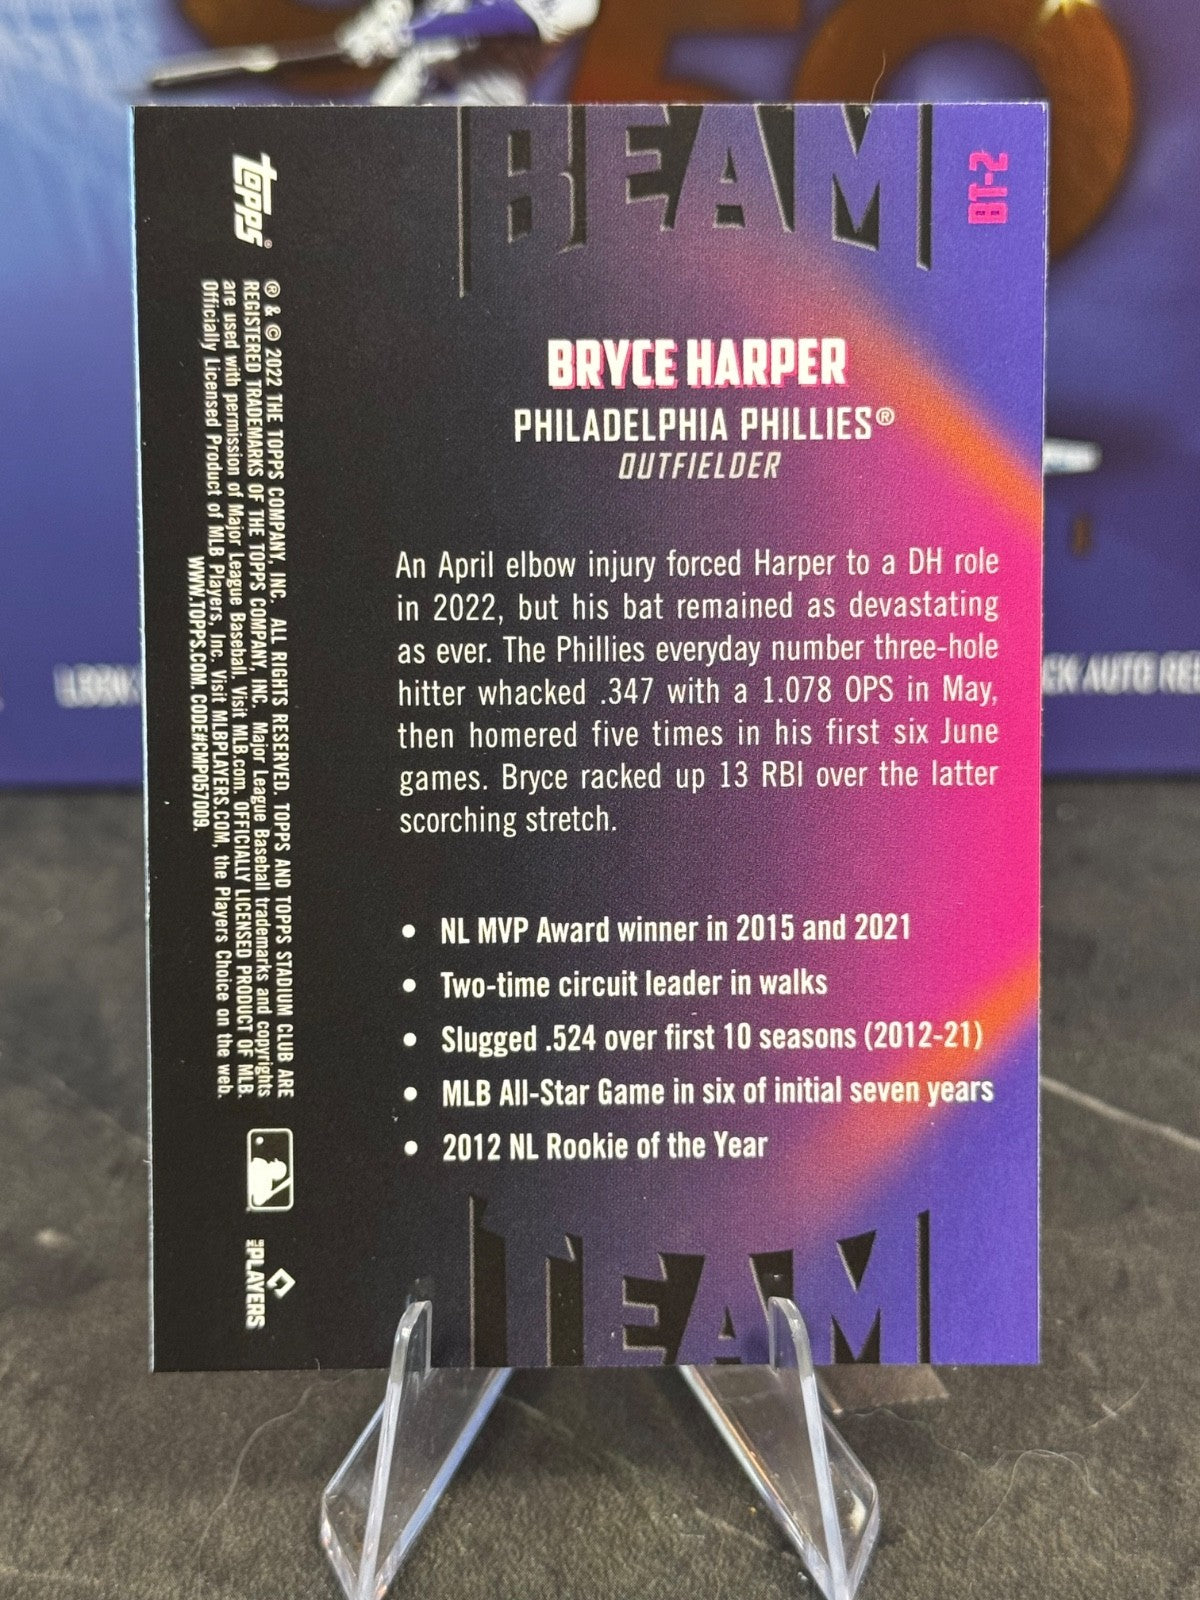 BEAM
BT-2
BRYCE HARPER
PHILADELPHIA PHILLIES®
OUTFIELDER
An April elbow injury forced Harper to a DH role
in 2022, but his bat remained as devastating
as ever. The Phillies everyday number three-hole
hitter whacked .347 with a 1.078 OPS in May,
then homered five times in his first six June
games. Bryce racked up 13 RBI over the latter
scorching stretch.
• NL MVP Award winner in 2015 and 2021
• Two-time circuit leader in walks
• Slugged .524 over first 10 seasons (2012-21)
• MLB All-Star Game in six of initial seven years
• 2012 NL Rookie of the Year
TEAM
topps®
® & © 2022 THE TOPPS COMPANY, INC. ALL RIGHTS RESERVED. TOPPS AND TOPPS STADIUM CLUB ARE
REGISTERED TRADEMARKS OF THE TOPPS COMPANY, INC. Major League Baseball trademarks and copyrights
are used with permission of Major League Baseball. Visit MLB.com. OFFICIALLY LICENSED PRODUCT OF MLB.
Officially Licensed Product of MLB Players, Inc. Visit MLBPLAYERS.COM, the Players Choice on the web.
WWW.TOPPS.COM. CODE#CMP057009.
MLB PLAYERS
AUTO